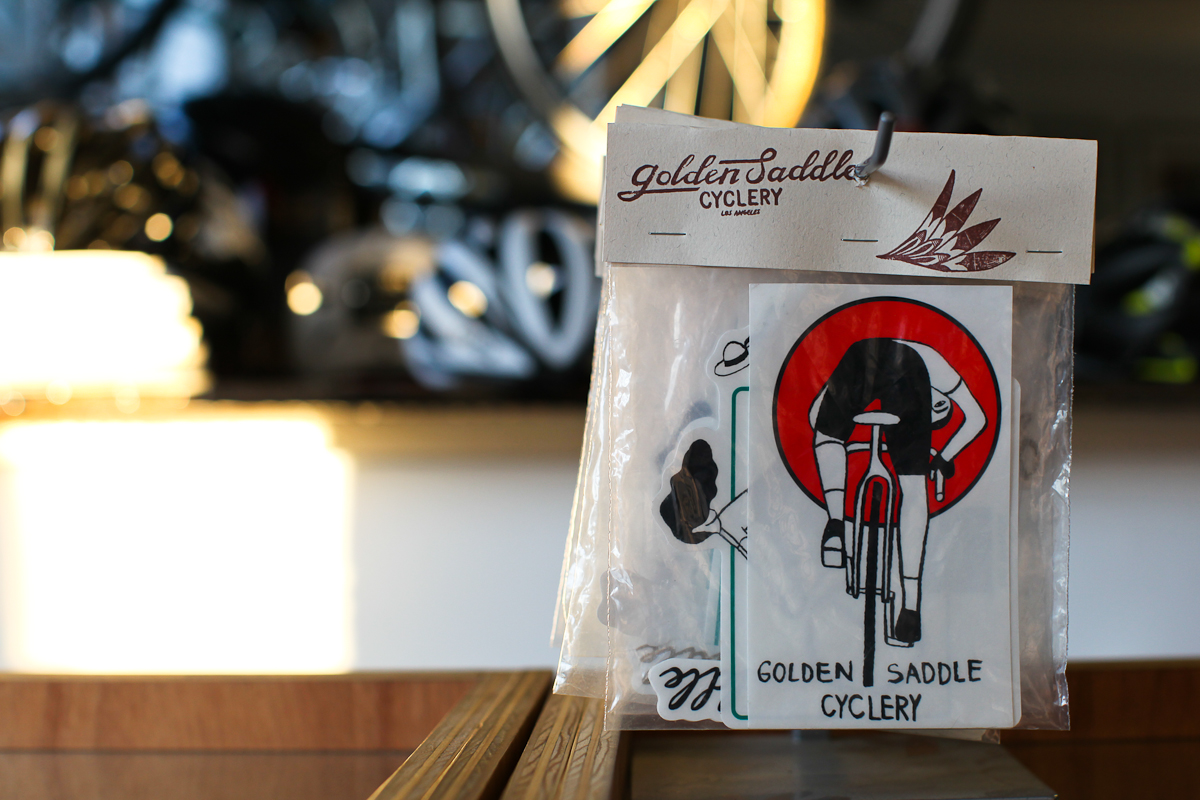 golden Saddle
CYCLERY
LOS ANGELES
GOLDEN SADDLE
CYCLERY